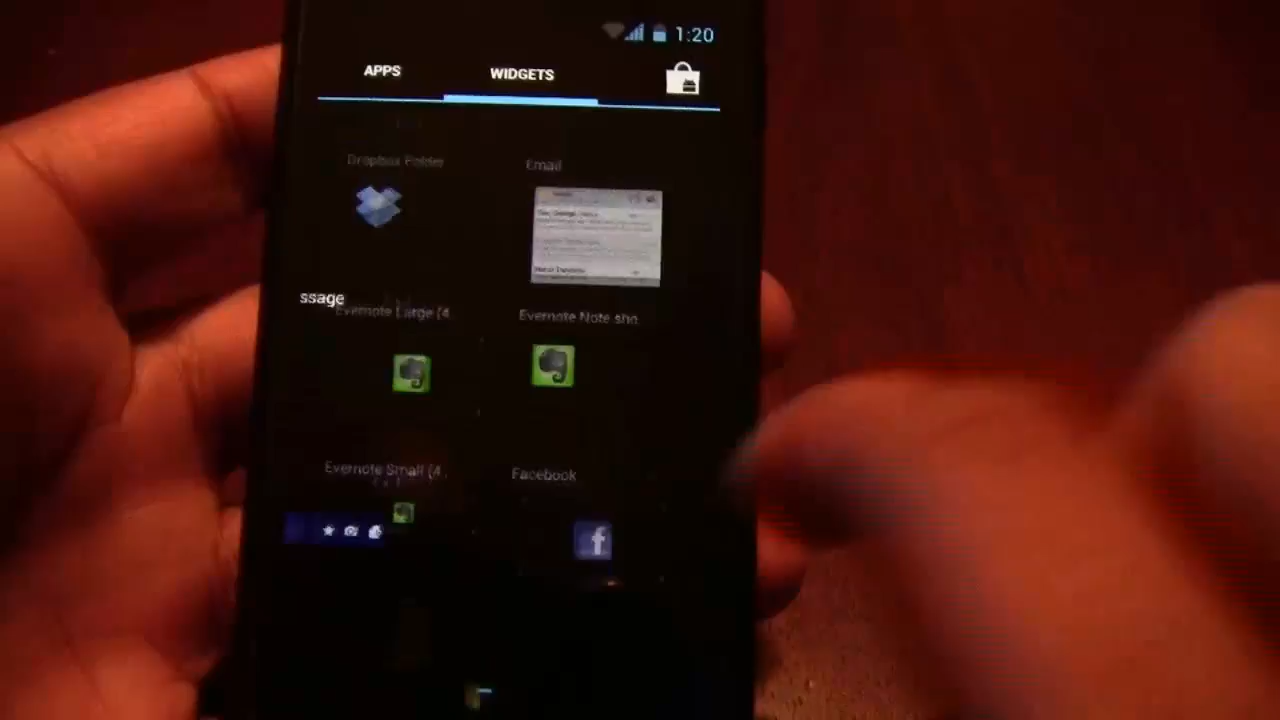 1:20
APPS
WIDGETS
Dropbox Folder
Email
ssage
Evernote Large (4.
Evernote Note sho
Evernote Small (4.
Facebook
f